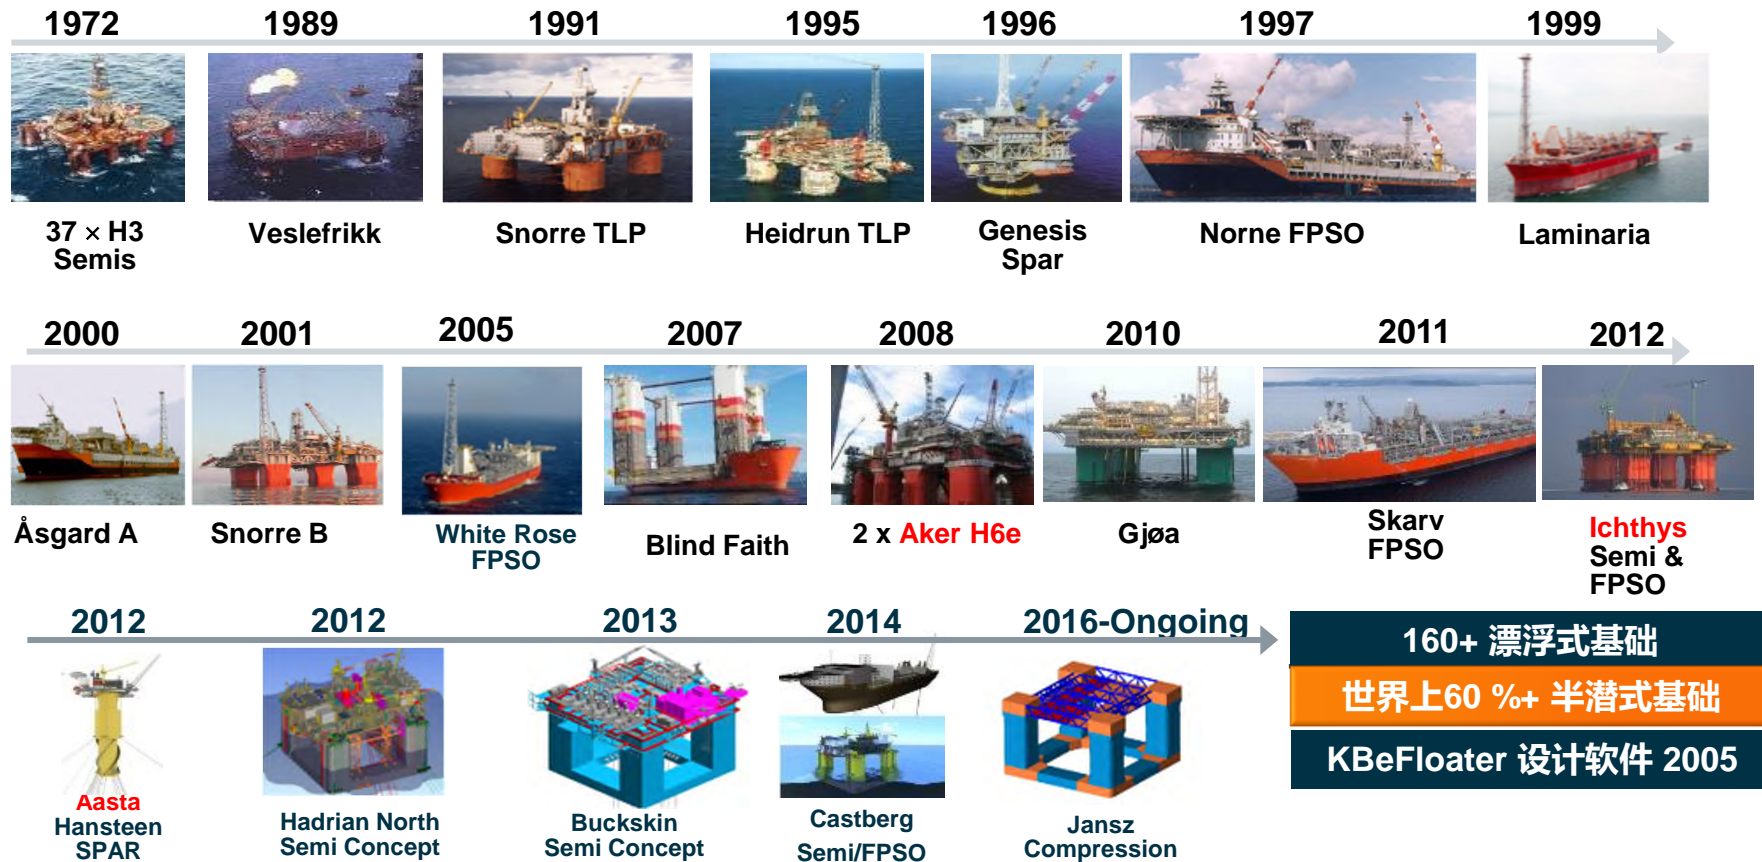 1972
1989
1991
1995
1996
1997
1999
37 × H3
Semis
Veslefrikk
Snorre TLP
Heidrun TLP
Genesis
Spar
Norne FPSO
Laminaria
2000
2001
2005
2007
2008
2010
2011
2012
Åsgard A
Snorre B
White Rose
FPSO
Blind Faith
2 x Aker H6e
Gjøa
Skarv
FPSO
Ichthys
Semi &
FPSO
2012
2012
2013
2014
2016-Ongoing
Aasta
Hansteen
SPAR
Hadrian North
Semi Concept
Buckskin
Semi Concept
Castberg
Semi/FPSO
Jansz
Compression
160+ 漂浮式基础
世界上60 %+ 半潜式基础
KBeFloater 设计软件 2005